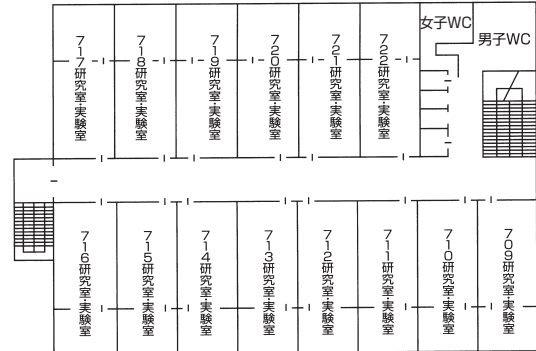 女子WC
男子WC
717研究室・実験室
718研究室・実験室
719研究室・実験室
720研究室・実験室
721研究室・実験室
722研究室・実験室
716研究室・実験室
715研究室・実験室
714研究室・実験室
713研究室・実験室
712研究室・実験室
711研究室・実験室
710研究室・実験室
709研究室・実験室